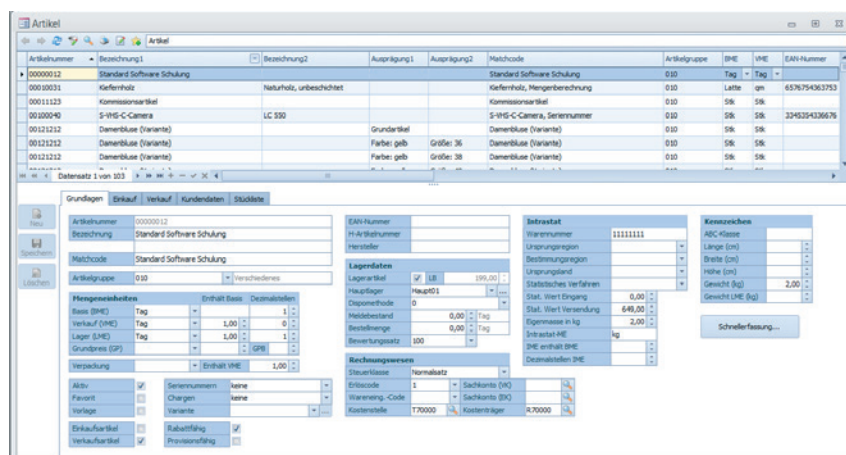 Artikel
Artikel
Artikelnummer Bezeichnung1 Bezeichnung2 Ausprägung1 Ausprägung2 Matchcode Artikelgruppe BME VME EAN-Nummer
00000012 Standard Software Schulung Standard Software Schulung 010 Tag Tag
00010031 Kiefernholz Naturholz, unbeschichtet Kiefernholz, Mengenberechnung 010 Latte qm 6576754363753
00011123 Kommissionsartikel Kommissionsartikel 010 Stk Stk
00100040 S-VHS-C-Camera LC 550 S-VHS-C-Camera, Seriennummer 010 Stk Stk 3345354336676
00121212 Damenbluse (Variante) Grundartikel Damenbluse (Variante) 010 Stk Stk
00121212 Damenbluse (Variante) Farbe: gelb Größe: 36 Damenbluse (Variante) 010 Stk Stk
00121212 Damenbluse (Variante) Farbe: gelb Größe: 38 Damenbluse (Variante) 010 Stk Stk
Datensatz 1 von 103
Grundlagen Einkauf Verkauf Kundendaten Stückliste
Neu
Speichern
Löschen
Artikelnummer 00000012
Bezeichnung Standard Software Schulung
Matchcode Standard Software Schulung
Artikelgruppe 010 Verschiedenes
Mengeneinheiten Enthält Basis Dezimalstellen
Basis (BME) Tag 1
Verkauf (VME) Tag 1,00 0
Lager (LME) Tag 1,00 1
Grundpreis (GP) GPB
Verpackung Enthält VME 1,00
Aktiv Seriennummern keine
Favorit Chargen keine
Vorlage Variante
Einkaufsartikel Rabattfähig
Verkaufsartikel Provisionsfähig
EAN-Nummer
H-Artikelnummer
Hersteller
Lagerdaten
Lagerartikel LB 199,00
Hauptlager Haupt01
Dispomethode 0
Meldebestand 0,00 Tag
Bestellmenge 0,00 Tag
Bewertungssatz 100
Rechnungswesen
Steuerklasse Normalsatz
Erlöscode 1 Sachkonto (VK)
Wareneing.-Code Sachkonto (EK)
Kostenstelle T70000 Kostenträger R70000
Intrastat
Warennummer 11111111
Ursprungsregion
Bestimmungsregion
Ursprungsland
Statistisches Verfahren
Stat. Wert Eingang 0,00
Stat. Wert Versendung 649,00
Eigenmasse in kg 2,00
Intrastat-ME kg
IME enthält BME
Dezimalstellen IME
Kennzeichen
ABC-Klasse
Länge (cm)
Breite (cm)
Höhe (cm)
Gewicht (kg) 2,00
Gewicht LME (kg)
Schnellerfassung...